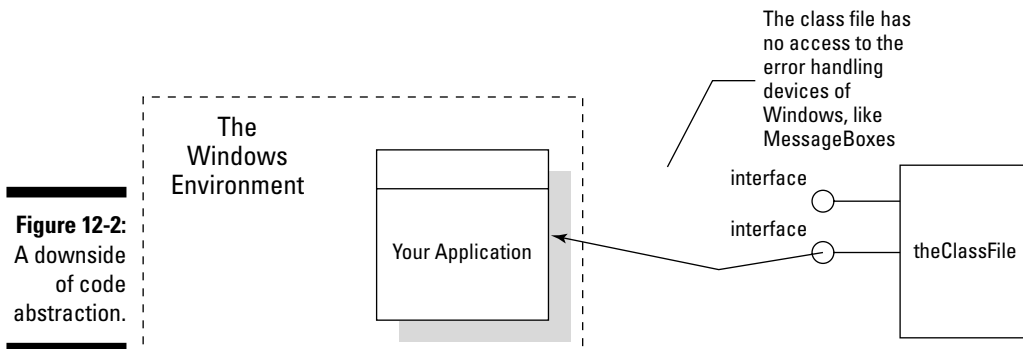 The class file has
no access to the
error handling
devices of
Windows, like
MessageBoxes
The
Windows
Environment
interface
interface
Your Application
theClassFile
Figure 12-2:
A downside
of code
abstraction.